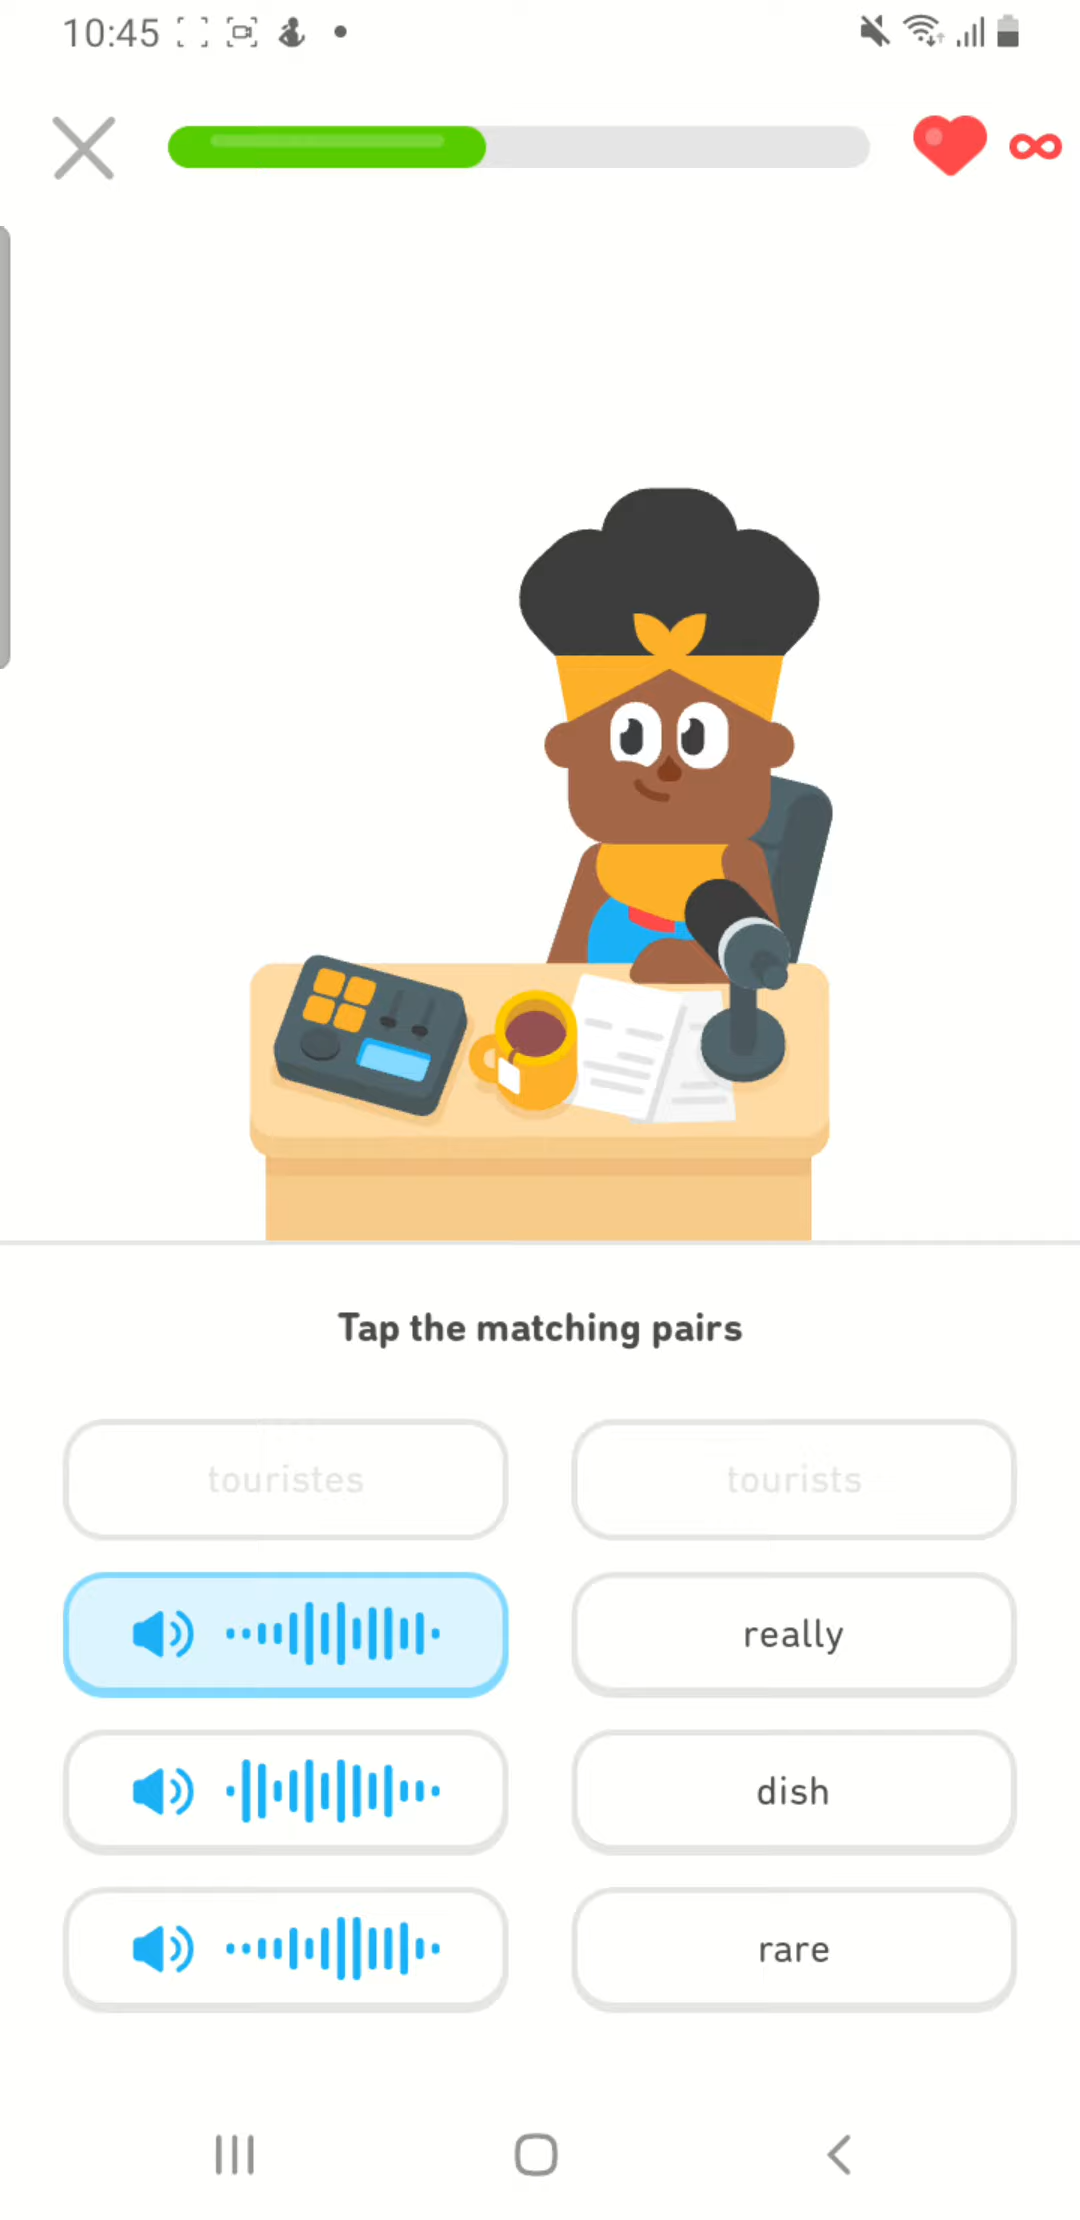 10:45
Tap the matching pairs
touristes
tourists
really
dish
rare